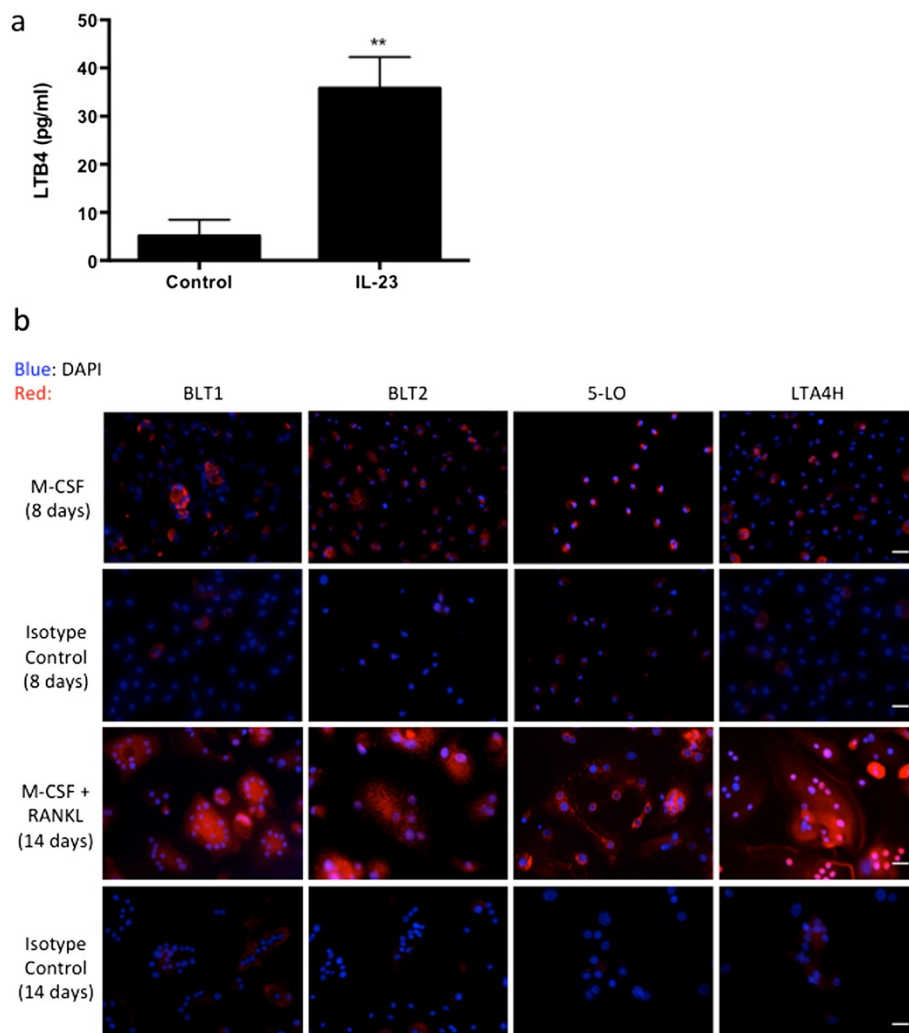 a
50
40
30
20
10
0
LTB4 (pg/ml)
**
Control
IL-23
b
Blue: DAPI
Red:
BLT1
BLT2
5-LO
LTA4H
M-CSF
(8 days)
Isotype
Control
(8 days)
M-CSF +
RANKL
(14 days)
Isotype
Control
(14 days)